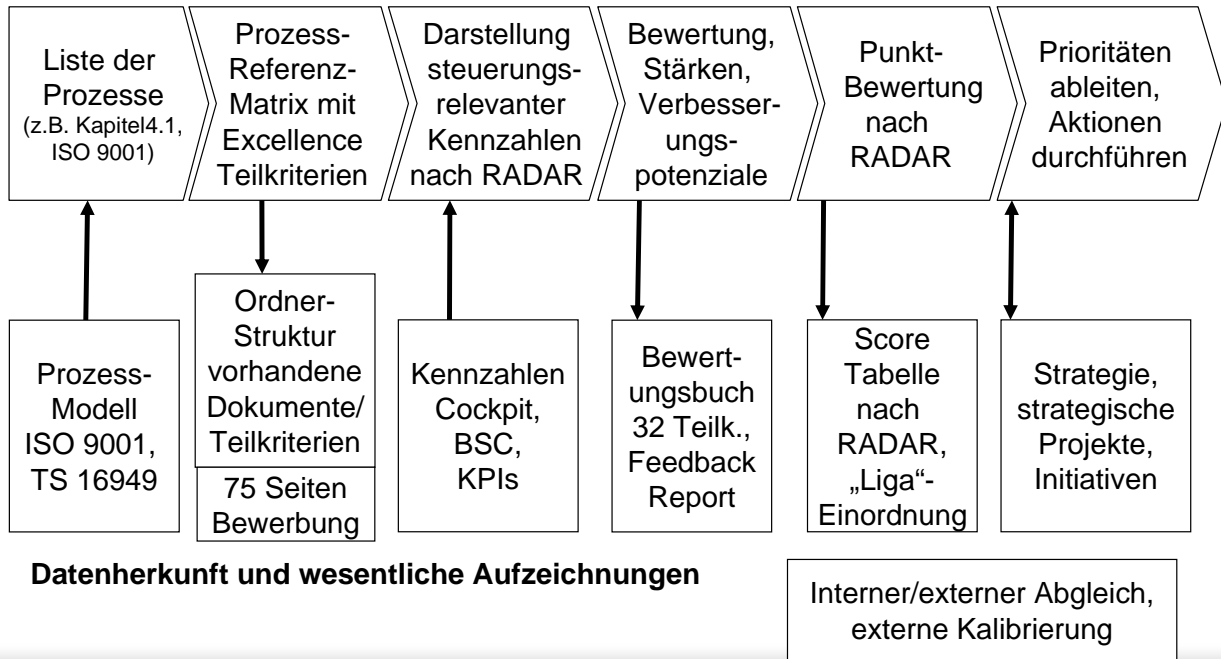 Liste der
Prozesse
(z.B. Kapitel4.1,
ISO 9001)
Prozess-
Referenz-
Matrix mit
Excellence
Teilkriterien
Darstellung
steuerungs-
relevanter
Kennzahlen
nach RADAR
Bewertung,
Stärken,
Verbesser-
ungs-
potenziale
Punkt-
Bewertung
nach
RADAR
Prioritäten
ableiten,
Aktionen
durchführen
Prozess-
Modell
ISO 9001,
TS 16949
Ordner-
Struktur
vorhandene
Dokumente/
Teilkriterien
75 Seiten
Bewerbung
Kennzahlen
Cockpit,
BSC,
KPIs
Bewert-
ungsbuch
32 Teilk.,
Feedback
Report
Score
Tabelle
nach
RADAR,
„Liga“-
Einordnung
Strategie,
strategische
Projekte,
Initiativen
Datenherkunft und wesentliche Aufzeichnungen
Interner/externer Abgleich,
externe Kalibrierung